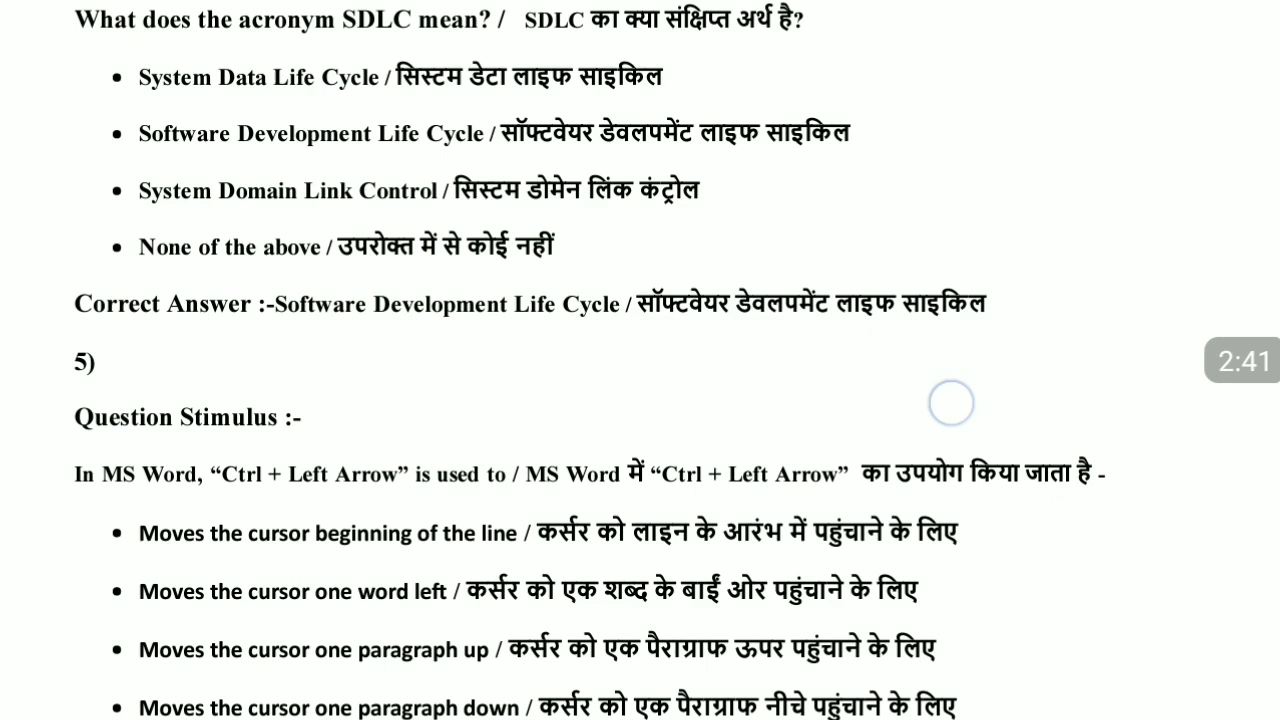 What does the acronym SDLC mean? / SDLC का क्या संक्षिप्त अर्थ है?
• System Data Life Cycle / सिस्टम डेटा लाइफ साइकिल
• Software Development Life Cycle / सॉफ्टवेयर डेवलपमेंट लाइफ साइकिल
• System Domain Link Control / सिस्टम डोमेन लिंक कंट्रोल
• None of the above / उपरोक्त में से कोई नहीं
Correct Answer :-Software Development Life Cycle / सॉफ्टवेयर डेवलपमेंट लाइफ साइकिल
5)
2:41
Question Stimulus :-
In MS Word, “Ctrl + Left Arrow” is used to / MS Word में “Ctrl + Left Arrow” का उपयोग किया जाता है -
• Moves the cursor beginning of the line / कर्सर को लाइन के आरंभ में पहुंचाने के लिए
• Moves the cursor one word left / कर्सर को एक शब्द के बाईं ओर पहुंचाने के लिए
• Moves the cursor one paragraph up / कर्सर को एक पैराग्राफ ऊपर पहुंचाने के लिए
• Moves the cursor one paragraph down / कर्सर को एक पैराग्राफ नीचे पहुंचाने के लिए